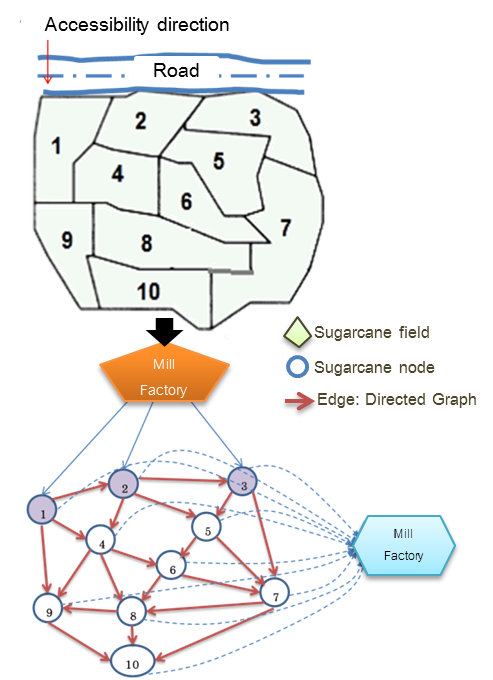 Accessibility direction
Road
1
2
3
4
5
6
7
8
9
10
Mill
Factory
Sugarcane field
Sugarcane node
Edge: Directed Graph
1
2
3
4
5
6
7
8
9
10
Mill
Factory